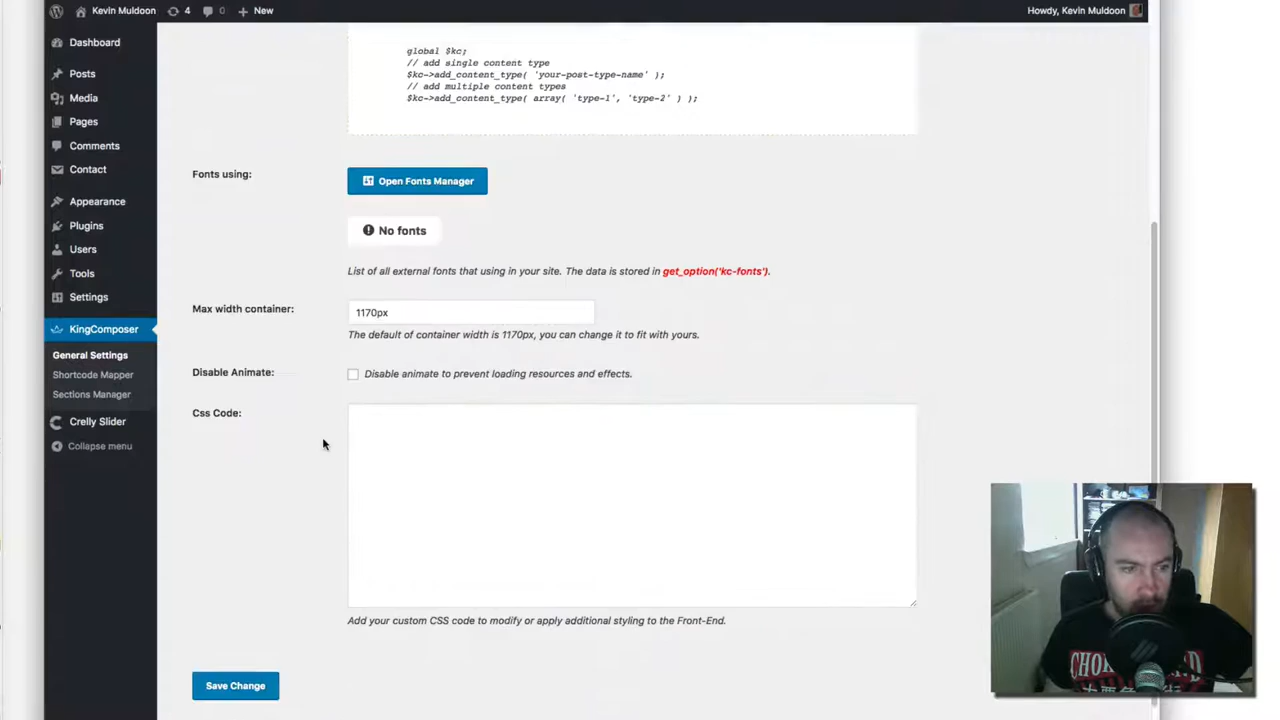 Kevin Muldoon 4 0 New Howdy, Kevin Muldoon
Dashboard
Posts
Media
Pages
Comments
Contact
Appearance
Plugins
Users
Tools
Settings
KingComposer
General Settings
Shortcode Mapper
Sections Manager
Crelly Slider
Collapse menu
global $kc;
// add single content type
$kc->add_content_type( 'your-post-type-name' );
// add multiple content types
$kc->add_content_type( array( 'type-1', 'type-2' ) );
Fonts using:
Open Fonts Manager
No fonts
List of all external fonts that using in your site. The data is stored in get_option('kc-fonts').
Max width container:
1170px
The default of container width is 1170px, you can change it to fit with yours.
Disable Animate:
Disable animate to prevent loading resources and effects.
Css Code:
Add your custom CSS code to modify or apply additional styling to the Front-End.
Save Change